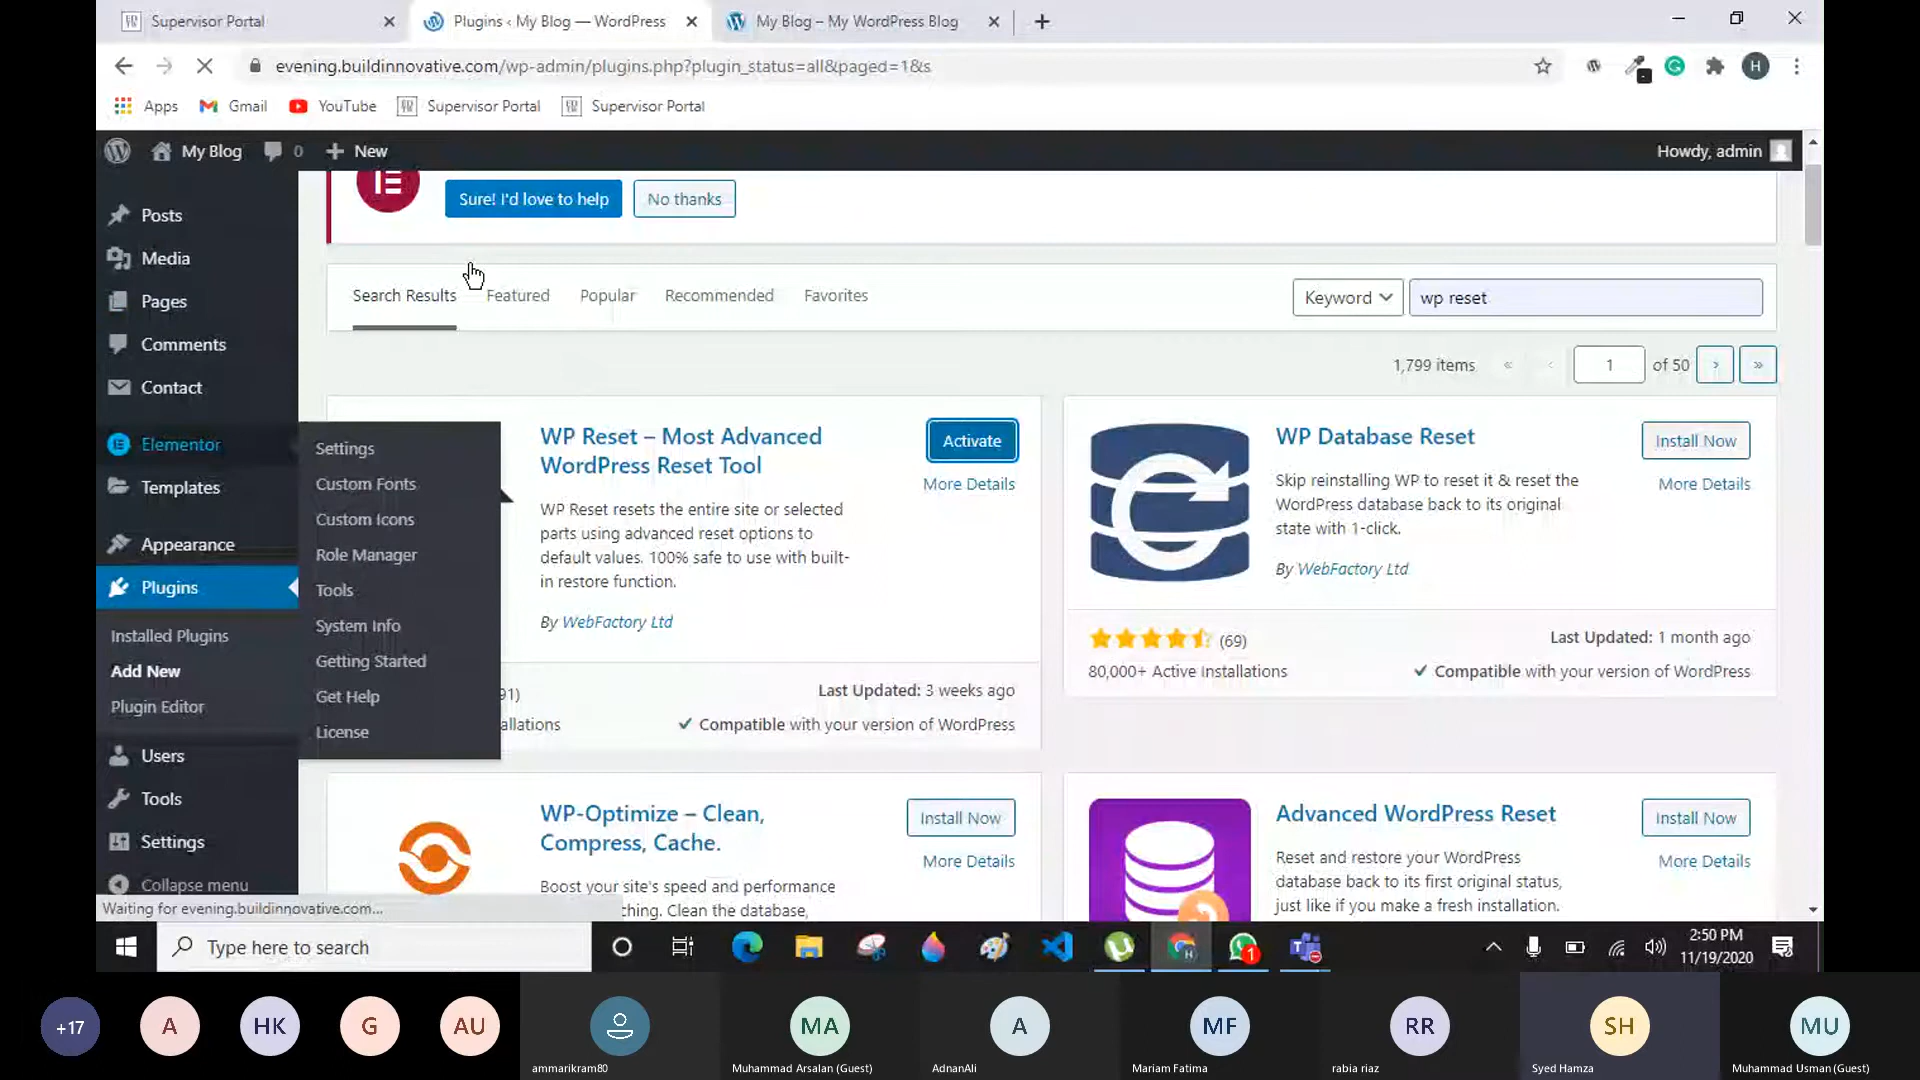 Supervisor Portal
Plugins ‹ My Blog — WordPress
My Blog – My WordPress Blog
evening.buildinnovative.com/wp-admin/plugins.php?plugin_status=all&paged=1&s
H
Apps
Gmail
YouTube
Supervisor Portal
Supervisor Portal
My Blog
0
New
Howdy, admin
Sure! I'd love to help
No thanks
Posts
Media
Pages
Comments
Contact
Elementor
Templates
Appearance
Plugins
Installed Plugins
Add New
Plugin Editor
Users
Tools
Settings
Collapse menu
Waiting for evening.buildinnovative.com...
Settings
Custom Fonts
Custom Icons
Role Manager
Tools
System Info
Getting Started
Get Help
License
Search Results
Featured
Popular
Recommended
Favorites
Keyword
wp reset
1,799 items
«
‹
1
of 50
›
»
WP Reset – Most Advanced
WordPress Reset Tool
Activate
More Details
WP Reset resets the entire site or selected
parts using advanced reset options to
default values. 100% safe to use with built-
in restore function.
By WebFactory Ltd
91)
Last Updated: 3 weeks ago
allations
Compatible with your version of WordPress
WP Database Reset
Install Now
More Details
Skip reinstalling WP to reset it & reset the
WordPress database back to its original
state with 1-click.
By WebFactory Ltd
(69)
Last Updated: 1 month ago
80,000+ Active Installations
Compatible with your version of WordPress
WP-Optimize – Clean,
Compress, Cache.
Install Now
More Details
Boost your site's speed and performance
ching. Clean the database,
Advanced WordPress Reset
Install Now
More Details
Reset and restore your WordPress
database back to its first original status,
just like if you make a fresh installation.
Type here to search
1
2:50 PM
11/19/2020
+17
A
HK
G
AU
ammarikram80
MA
Muhammad Arsalan (Guest)
A
AdnanAli
MF
Mariam Fatima
RR
rabia riaz
SH
Syed Hamza
MU
Muhammad Usman (Guest)